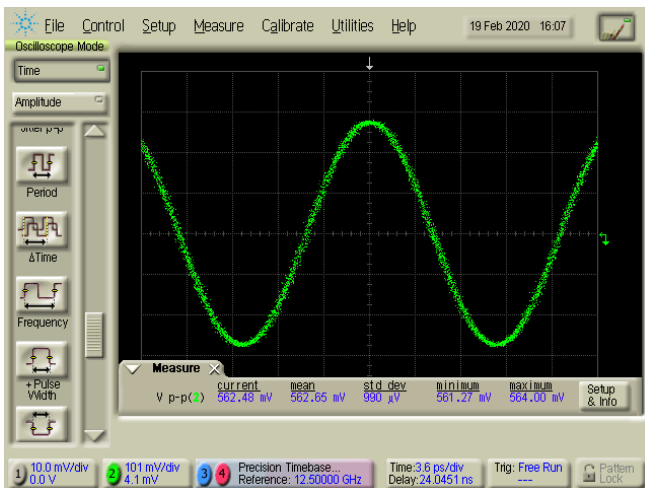 File Control Setup Measure Calibrate Utilities Help 19 Feb 2020 16:07
Oscilloscope Mode
Time
Amplitude
Period
ΔTime
Frequency
+ Pulse
Width
Measure
current mean std dev minimum maximum
V p-p(2) 562.48 mV 562.65 mV 990 µV 561.27 mV 564.00 mV
Setup
& Info
1) 10.0 mV/div
0.0 V
2) 101 mV/div
4.1 mV
3 4 Precision Timebase...
Reference: 12.50000 GHz
Time:3.6 ps/div
Delay:24.0451 ns
Trig: Free Run
---
Pattern
Lock